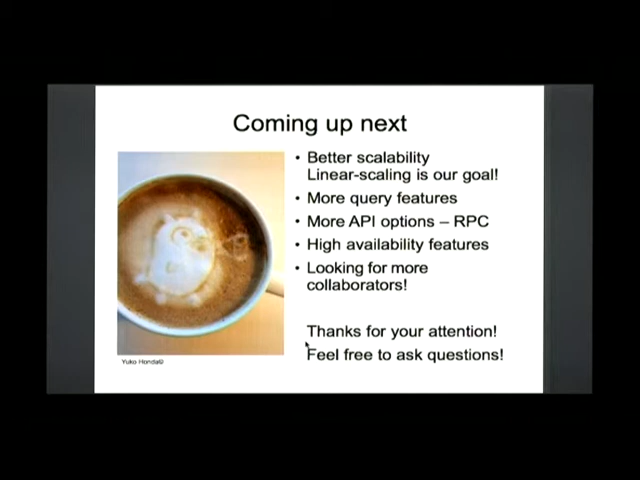 Coming up next
• Better scalability
Linear-scaling is our goal!
• More query features
• More API options – RPC
• High availability features
• Looking for more
collaborators!
Thanks for your attention!
Feel free to ask questions!
Yuko Honda©